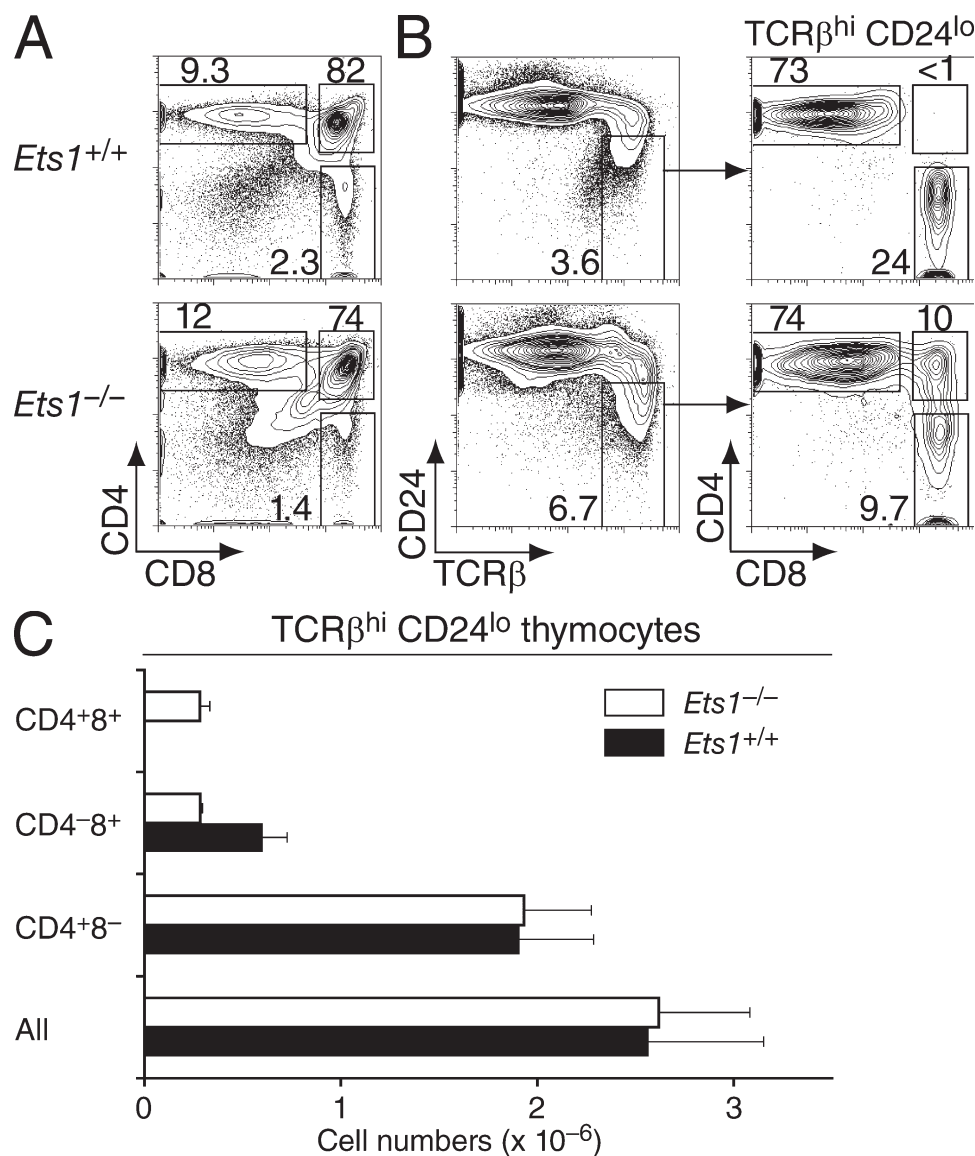 A
B
TCRβhi CD24lo
9.3
82
73
<1
Ets1+/+
2.3
3.6
24
12
74
74
10
Ets1–/–
1.4
6.7
9.7
CD4
CD24
CD4
CD8
TCRβ
CD8
C
TCRβhi CD24lo thymocytes
CD4+8+
Ets1–/–
Ets1+/+
CD4–8+
CD4+8–
All
0
1
2
3
Cell numbers (x 10–6)